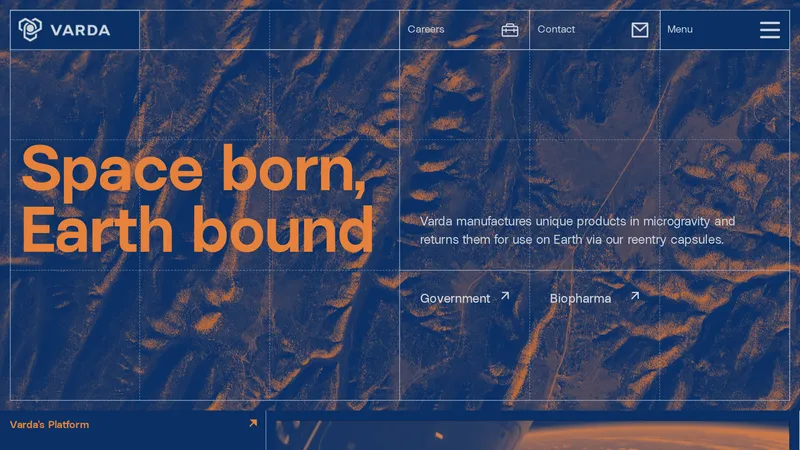 VARDA
Careers
Contact
Menu
Space born,
Earth bound
Varda manufactures unique products in microgravity and
returns them for use on Earth via our reentry capsules.
Government
Biopharma
Varda's Platform